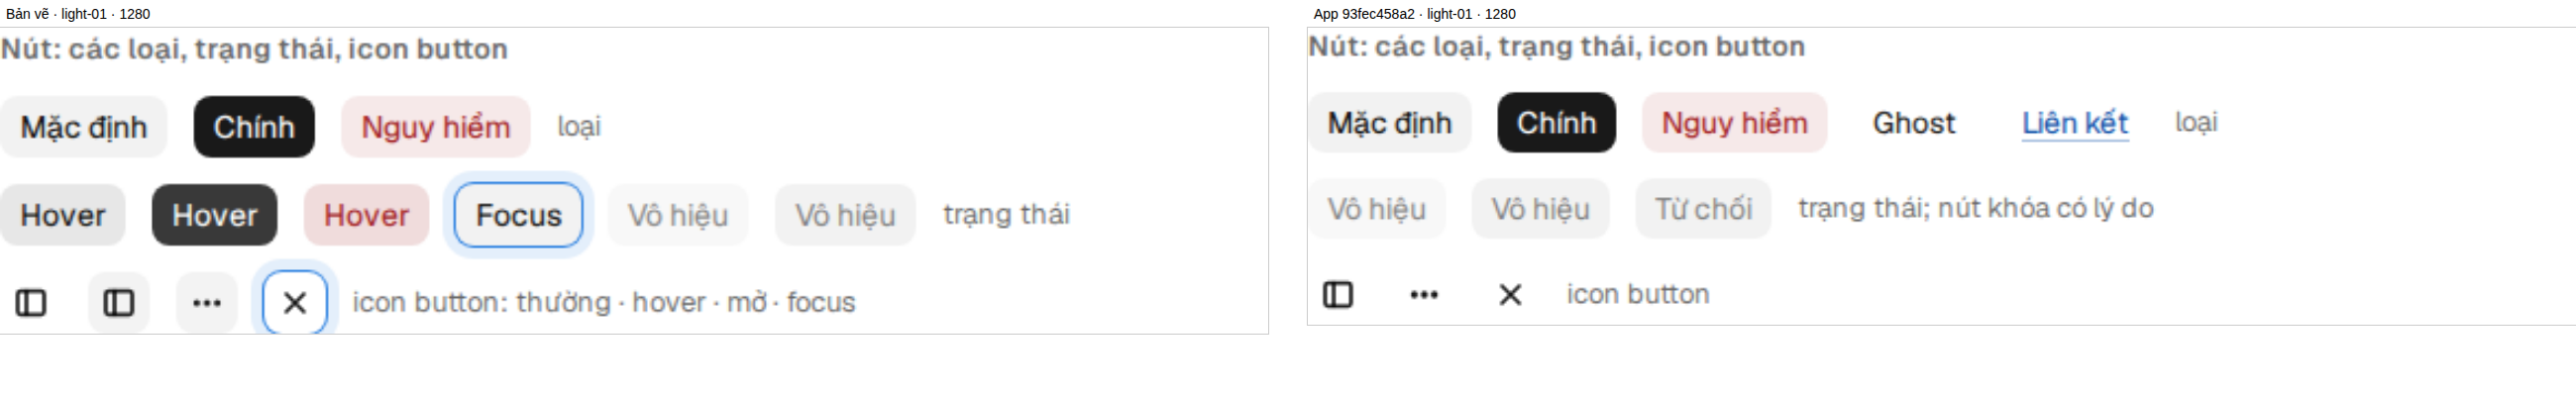 Bản vẽ · light-01 · 1280
Nút: các loại, trạng thái, icon button
Mặc định Chính Nguy hiểm loại
Hover Hover Hover Focus Vô hiệu Vô hiệu trạng thái
icon button: thường · hover · mở · focus
App 93fec458a2 · light-01 · 1280
Nút: các loại, trạng thái, icon button
Mặc định Chính Nguy hiểm Ghost Liên kết loại
Vô hiệu Vô hiệu Từ chối trạng thái; nút khóa có lý do
icon button